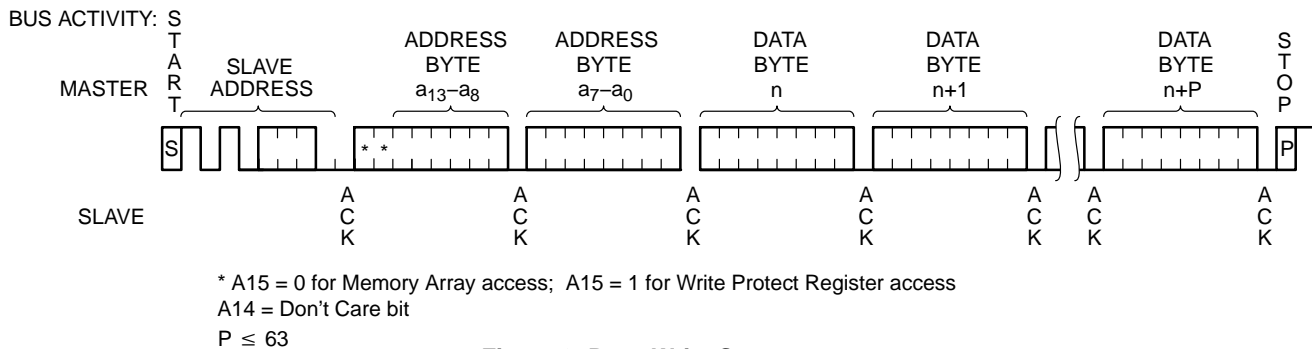 BUS ACTIVITY:
MASTER
START
SLAVE
ADDRESS
ADDRESS
BYTE
a13–a8
ADDRESS
BYTE
a7–a0
DATA
BYTE
n
DATA
BYTE
n+1
DATA
BYTE
n+P
STOP
S
* *
P
SLAVE
ACK
ACK
ACK
ACK
ACK
ACK
ACK
* A15 = 0 for Memory Array access; A15 = 1 for Write Protect Register access
A14 = Don't Care bit
P ≤ 63